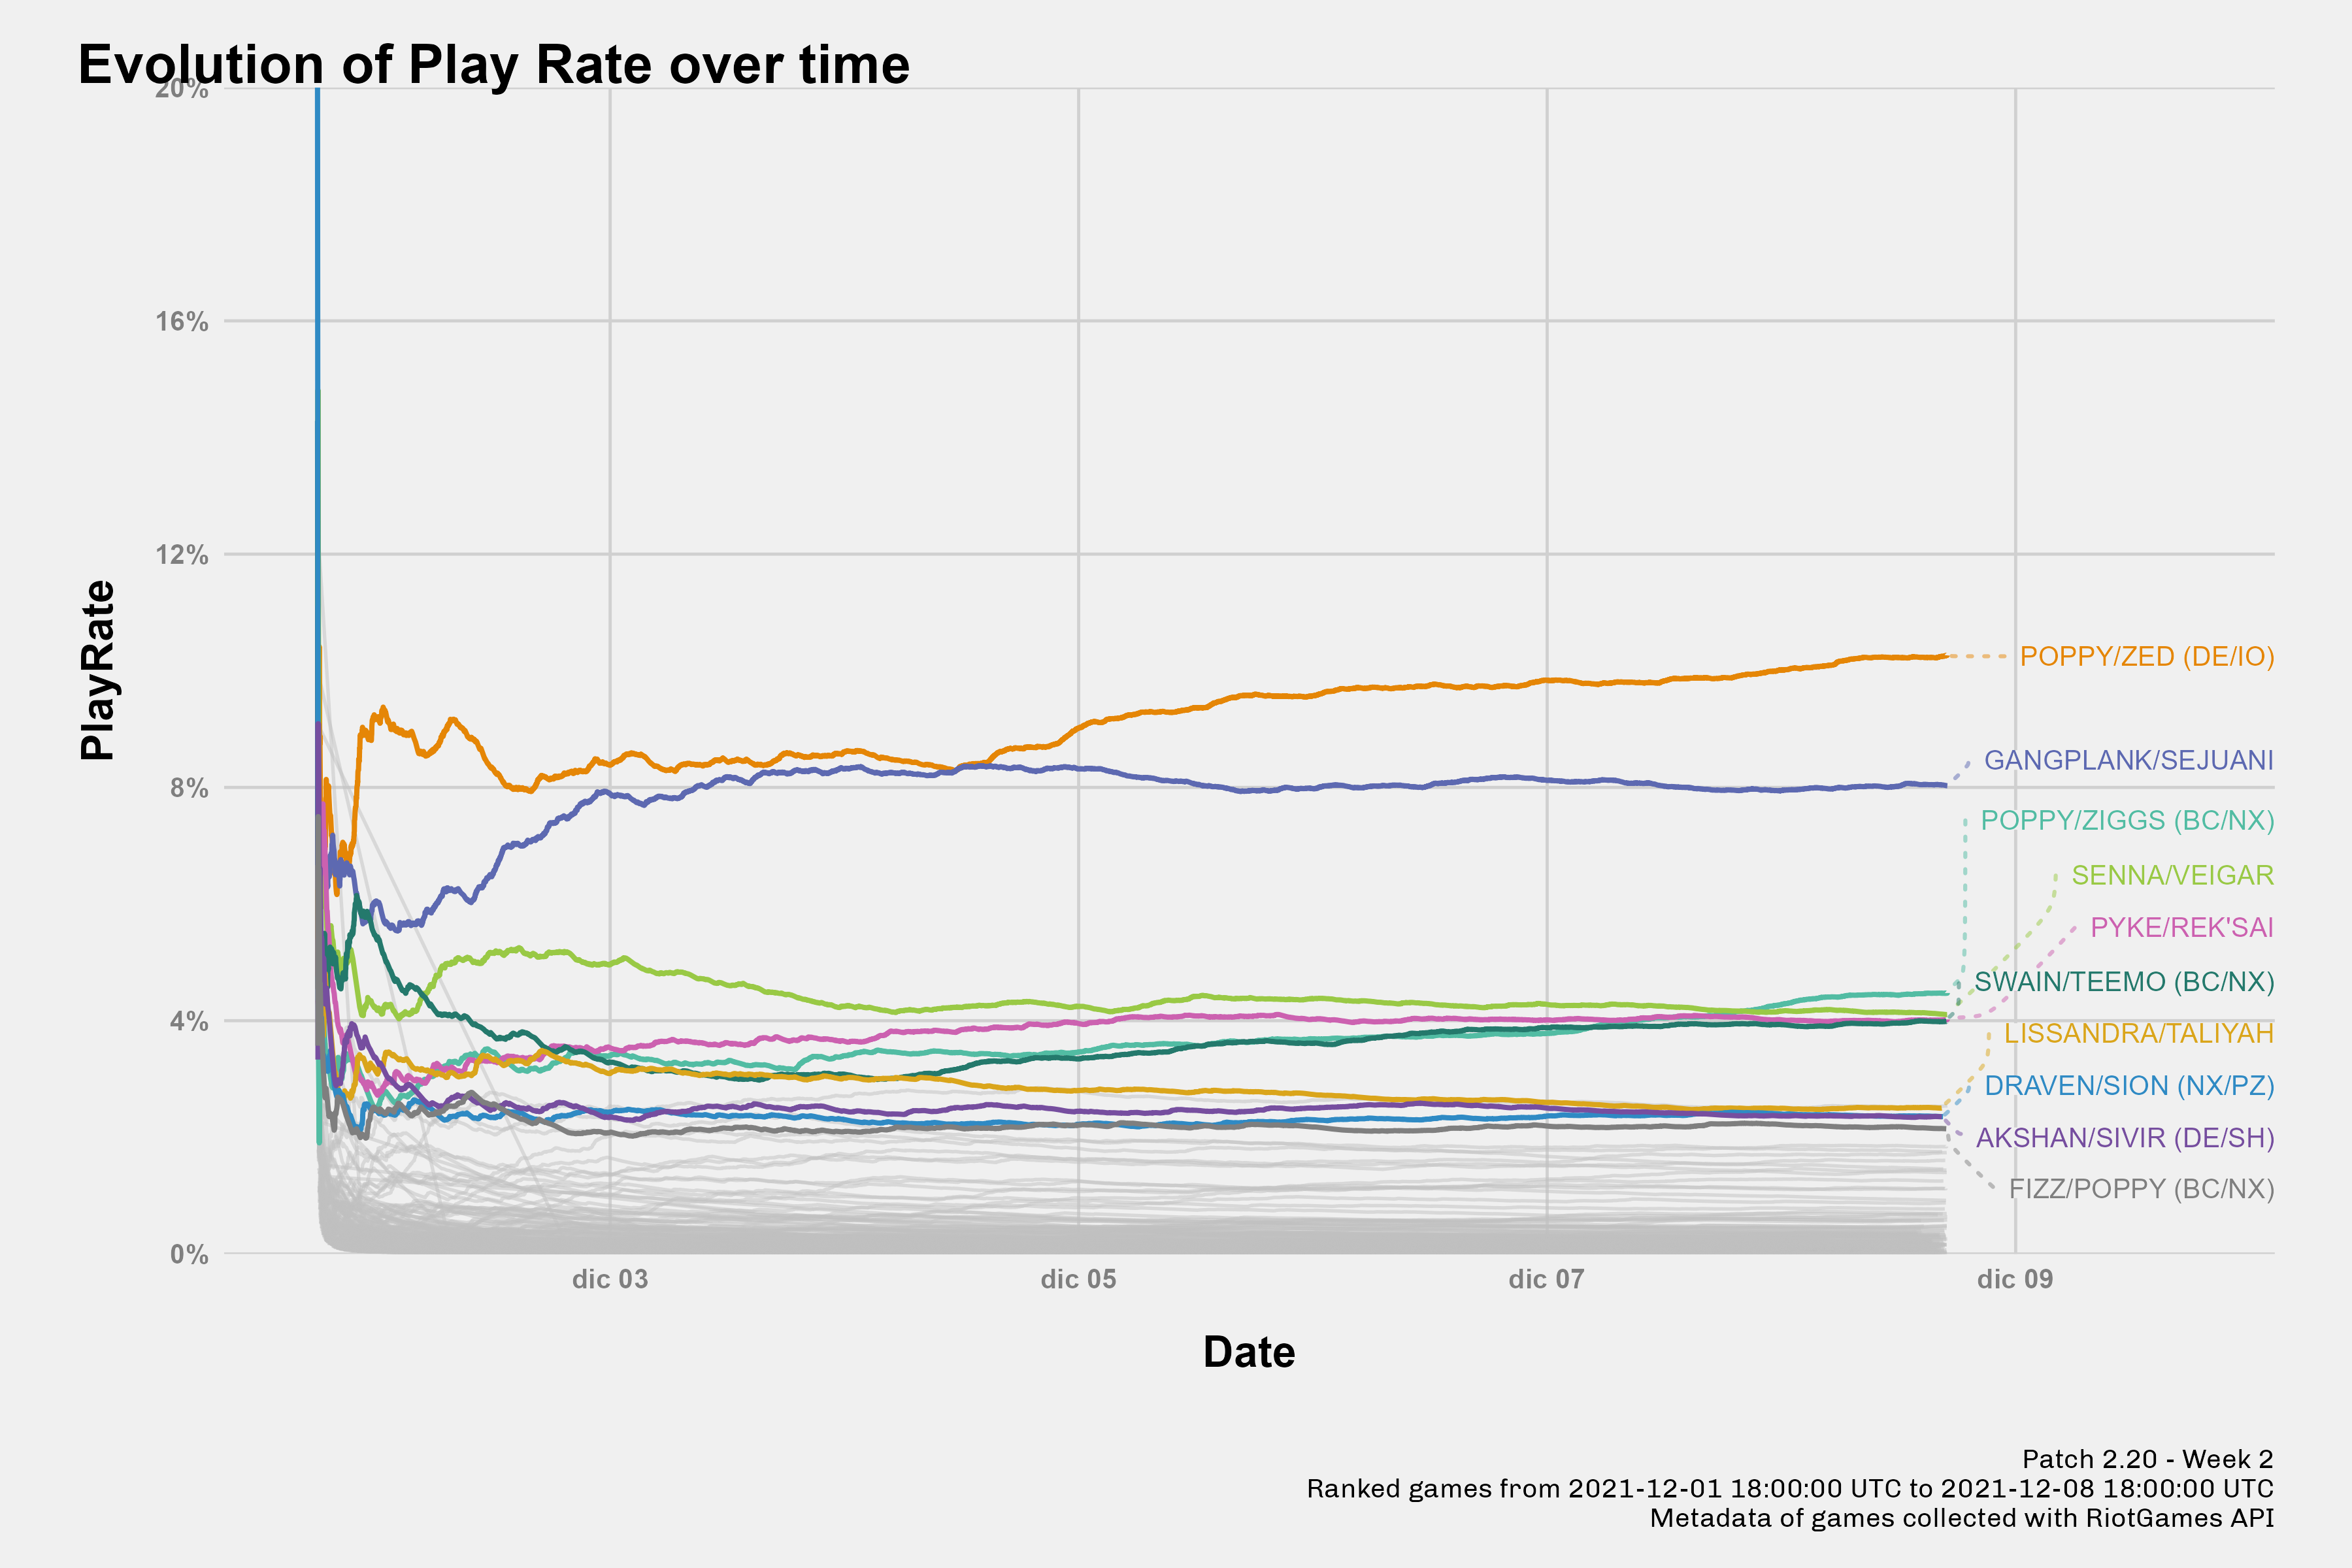 Evolution of Play Rate over time
20%
16%
12%
8%
4%
0%
PlayRate
POPPY/ZED (DE/IO)
GANGPLANK/SEJUANI
POPPY/ZIGGS (BC/NX)
SENNA/VEIGAR
PYKE/REK'SAI
SWAIN/TEEMO (BC/NX)
LISSANDRA/TALIYAH
DRAVEN/SION (NX/PZ)
AKSHAN/SIVIR (DE/SH)
FIZZ/POPPY (BC/NX)
dic 03
dic 05
dic 07
dic 09
Date
Patch 2.20 - Week 2
Ranked games from 2021-12-01 18:00:00 UTC to 2021-12-08 18:00:00 UTC
Metadata of games collected with RiotGames API